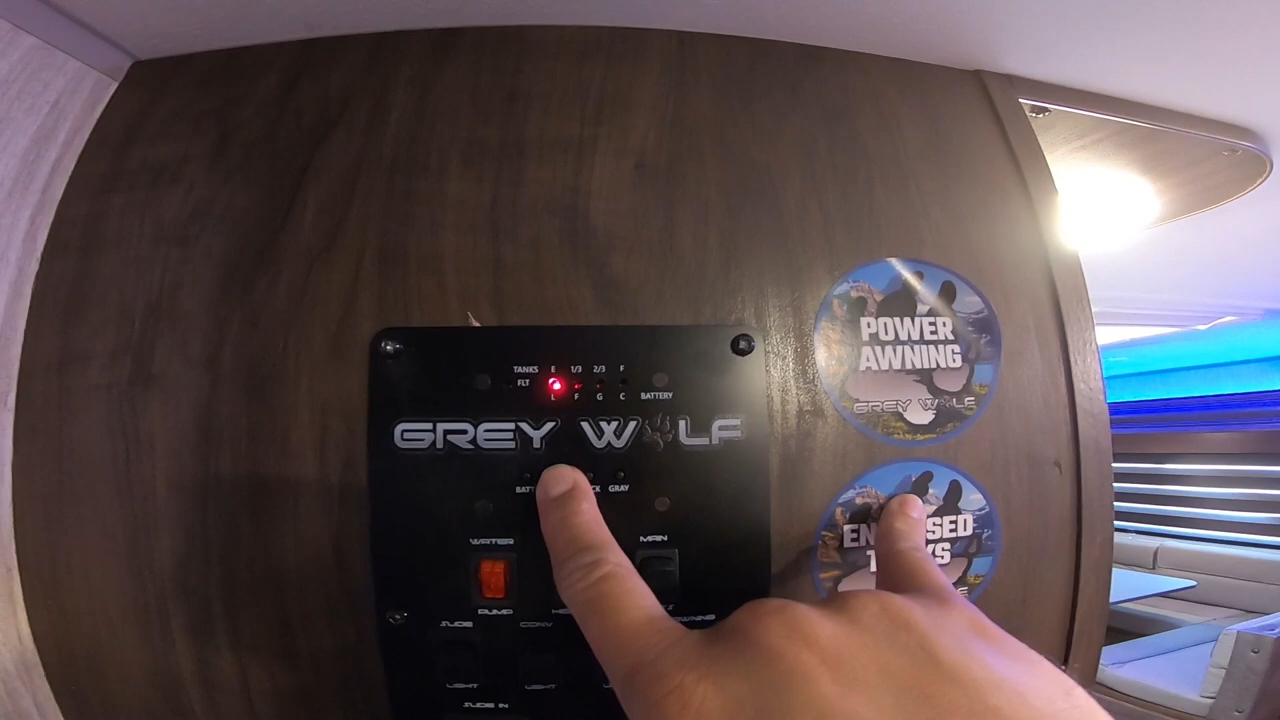 TANKS E 1/3 2/3 F
FLT
L F G C BATTERY
GREY WOLF
GRAY
WATER
MAIN
PUMP
SLIDE
CONV
LIGHT
LIGHT
SLIDE IN
POWER
AWNING
GREY WOLF